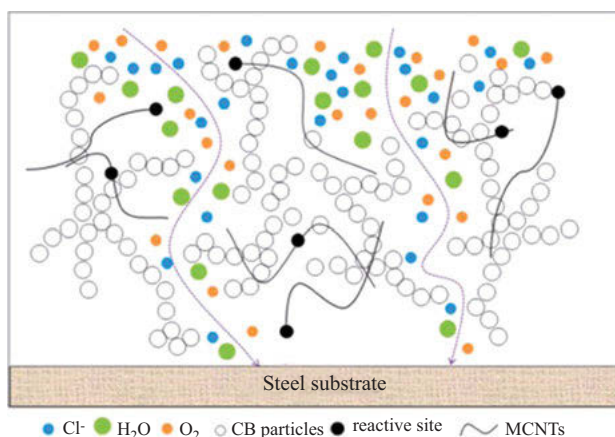 Steel substrate
Cl- H₂O O₂ CB particles reactive site MCNTs